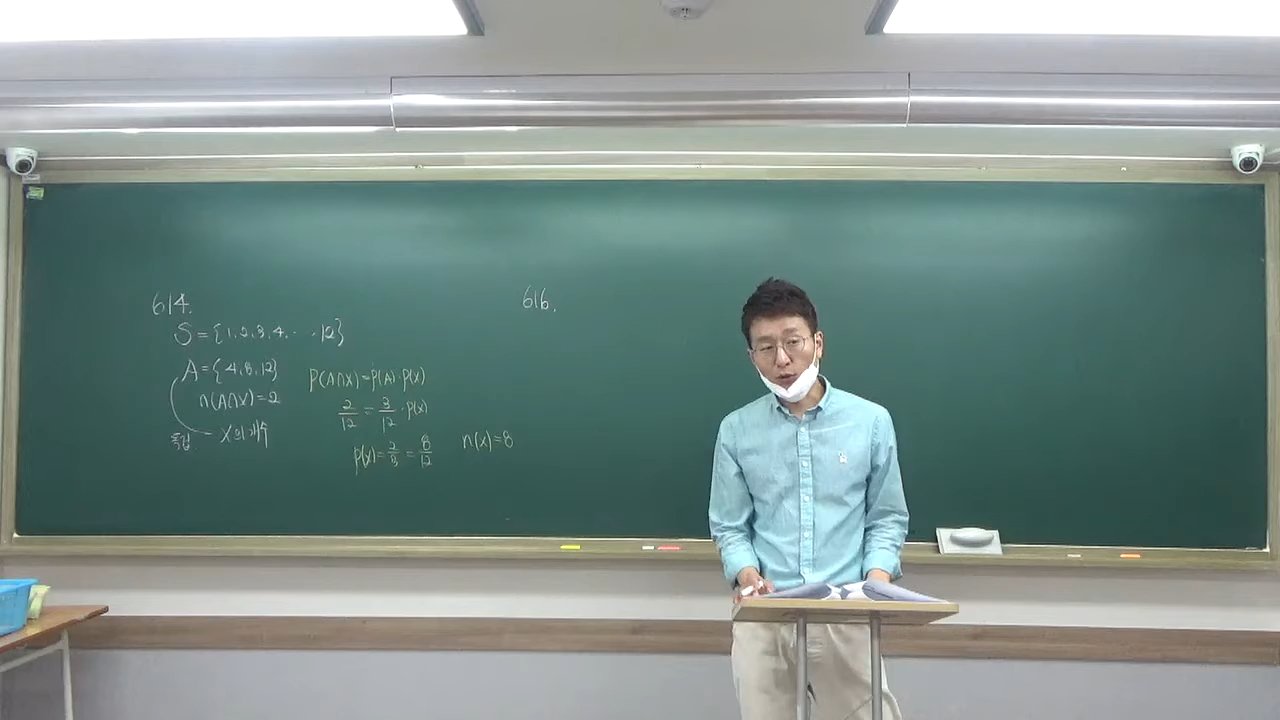 614.
S={1,2,3,4,‥‥,12}
A={4,8,12}
n(A∩X)=2
독립 - X의 개수
P(A∩X)=P(A)·P(X)
2/12=3/12·P(X)
P(X)=2/3=8/12
n(X)=8
616.